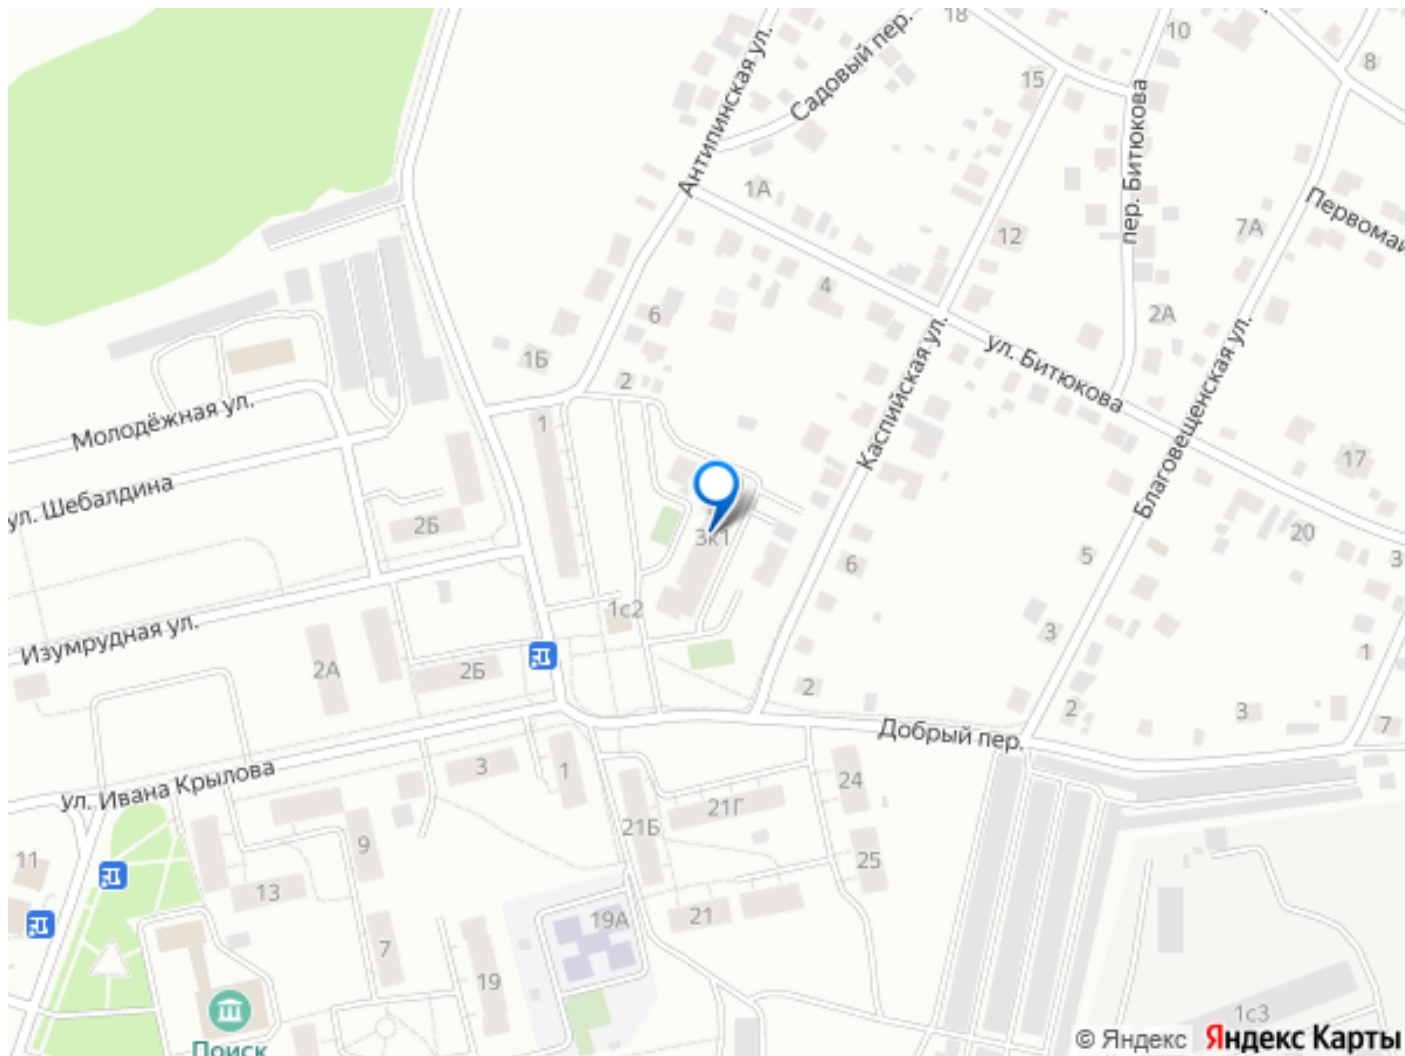 18
10
8
Антипинская ул.
Садовый пер.
15
пер. Битюкова
1А
12
7А
Первомай
6
4
2А
1Б
2
ул. Битюкова
Каспийская ул.
Благовещенская ул.
Молодёжная ул.
1
17
ул. Шебалдина
2Б
3к1
20
5
3
6
Изумрудная ул.
1с2
3
2А
2Б
1
2
2
3
7
Добрый пер.
ул. Ивана Крылова
3
1
24
21Г
21Б
9
11
25
13
21
19А
7
19
1с3
Поиск
© Яндекс Яндекс Карты